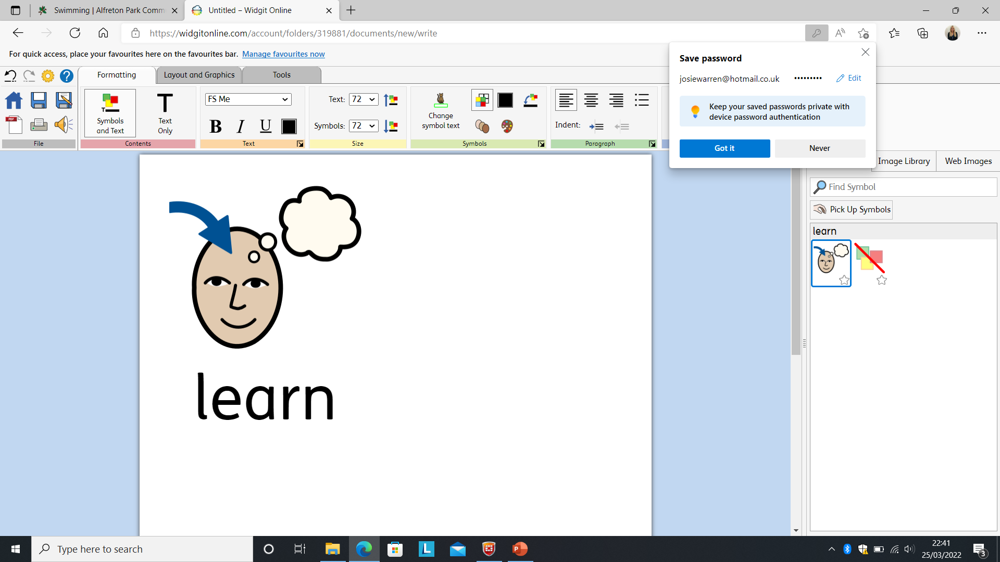 Swimming | Alfreton Park Comm
Untitled – Widgit Online
https://widgitonline.com/account/folders/319881/documents/new/write
For quick access, place your favourites here on the favourites bar. Manage favourites now
Save password
josiewarren@hotmail.co.uk ••••••••• Edit
Keep your saved passwords private with
device password authentication
Got it Never
Formatting Layout and Graphics Tools
PDF
Symbols
and Text
Text
Only
FS Me
B I U
Text: 72
Symbols: 72
Change
symbol text
Indent:
File Contents Text Size Symbols Paragraph
Image Library Web Images
Find Symbol
Pick Up Symbols
learn
learn
Type here to search
L
P
22:41
25/03/2022
3